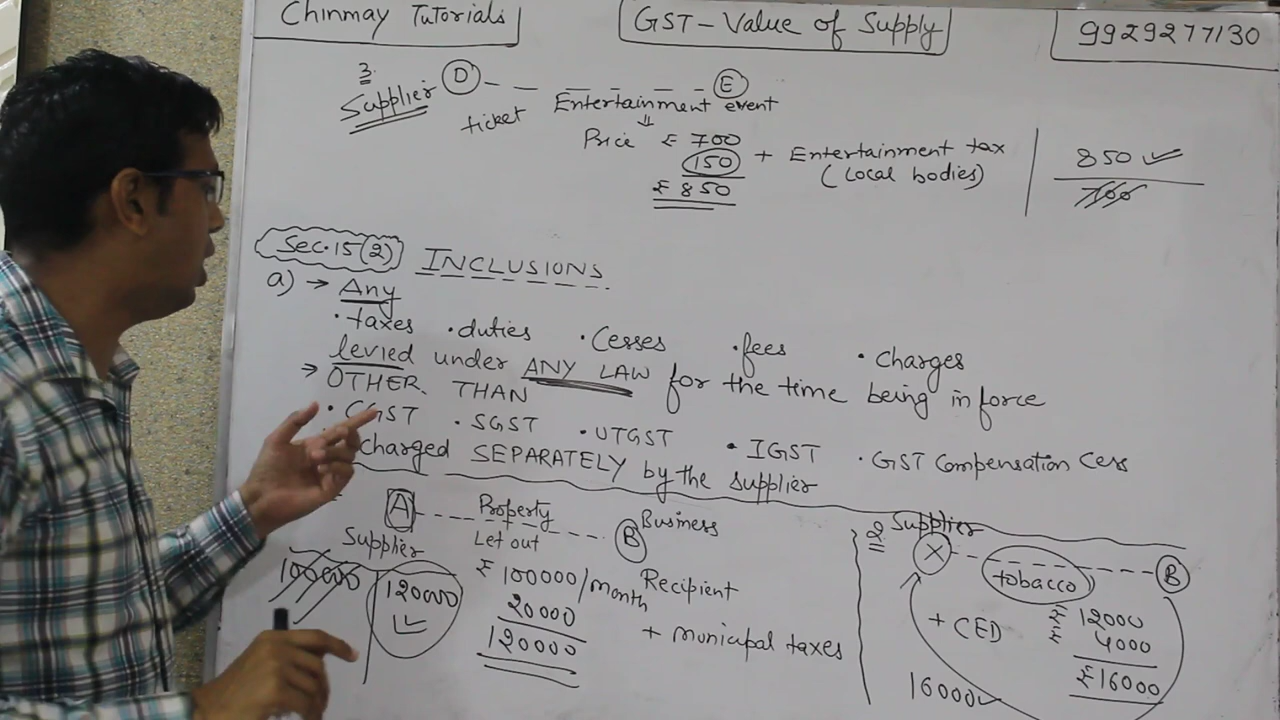 Chinmay Tutorials
GST - Value of Supply
9929277130
3.
Supplier D E
ticket Entertainment event
Price ₹ 700
150 + Entertainment tax
(Local bodies)
₹ 850
850 ✓
700
Sec. 15(2) INCLUSIONS
a) → Any
• taxes • duties • Cesses • fees • charges
levied under ANY LAW for the time being in force
→ OTHER THAN
• CGST • SGST • UTGST • IGST • GST Compensation Cess
charged SEPARATELY by the supplier
A Property B Business
Supplier Let out
₹ 100000/month Recipient
20000 + municipal taxes
120000
100000
120000
2 Supplier
X tobacco B
₹ 12000
+ CED ₹ 4000
₹ 16000
16000 ✓